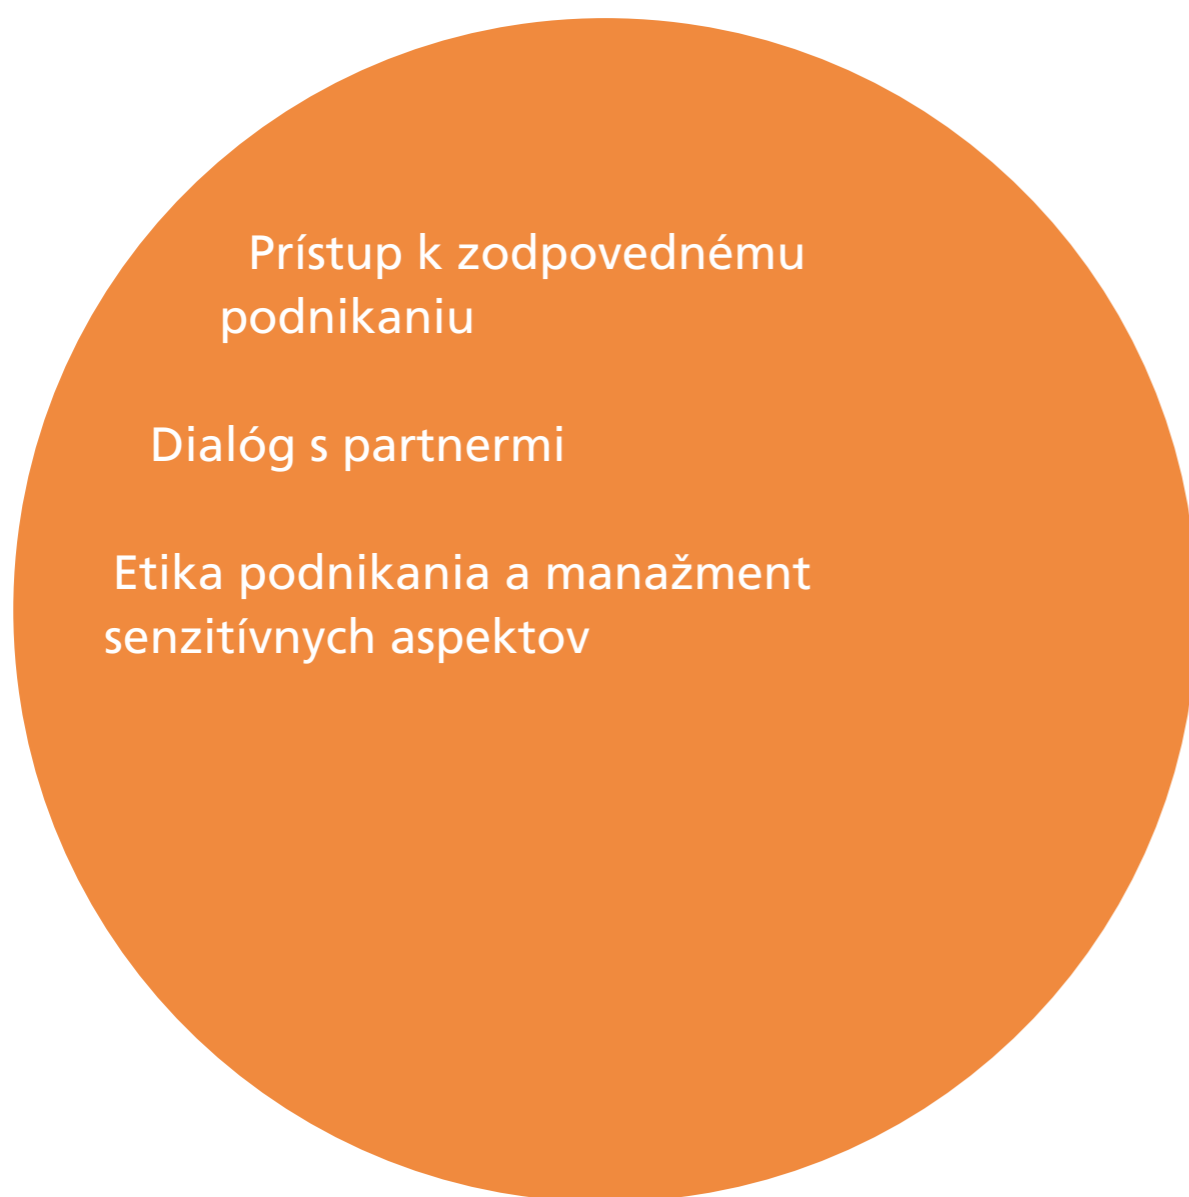 Prístup k zodpovednému
podnikaniu
Dialóg s partnermi
Etika podnikania a manažment
senzitívnych aspektov